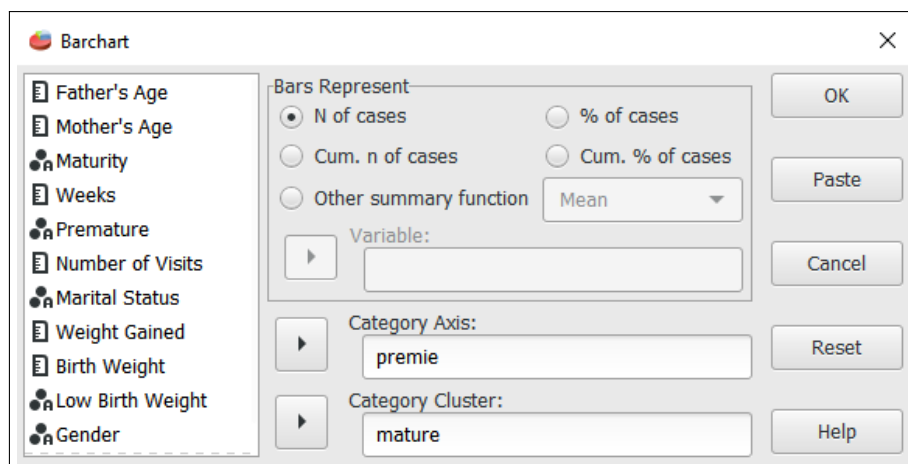 Barchart
Father's Age
Mother's Age
Maturity
Weeks
Premature
Number of Visits
Marital Status
Weight Gained
Birth Weight
Low Birth Weight
Gender
Bars Represent
N of cases
% of cases
Cum. n of cases
Cum. % of cases
Other summary function
Mean
Variable:
Category Axis:
premie
Category Cluster:
mature
OK
Paste
Cancel
Reset
Help